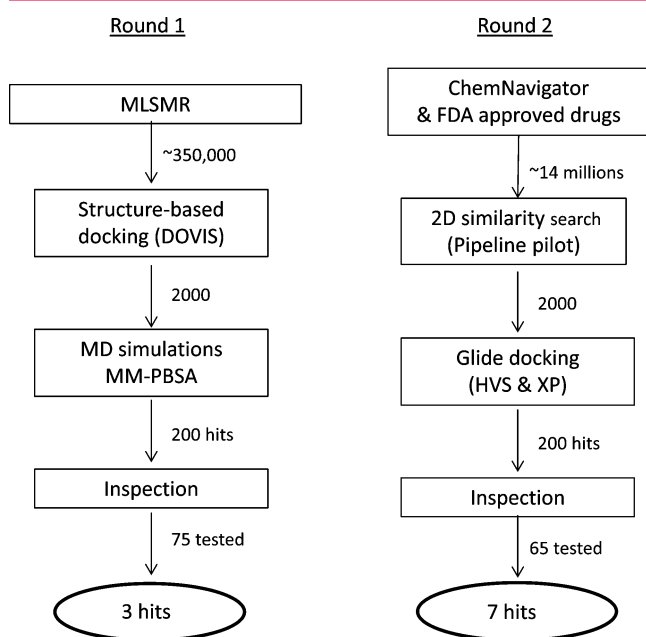 Round 1
MLSMR
~350,000
Structure-based
docking (DOVIS)
2000
MD simulations
MM-PBSA
200 hits
Inspection
75 tested
3 hits
Round 2
ChemNavigator
& FDA approved drugs
~14 millions
2D similarity search
(Pipeline pilot)
2000
Glide docking
(HVS & XP)
200 hits
Inspection
65 tested
7 hits